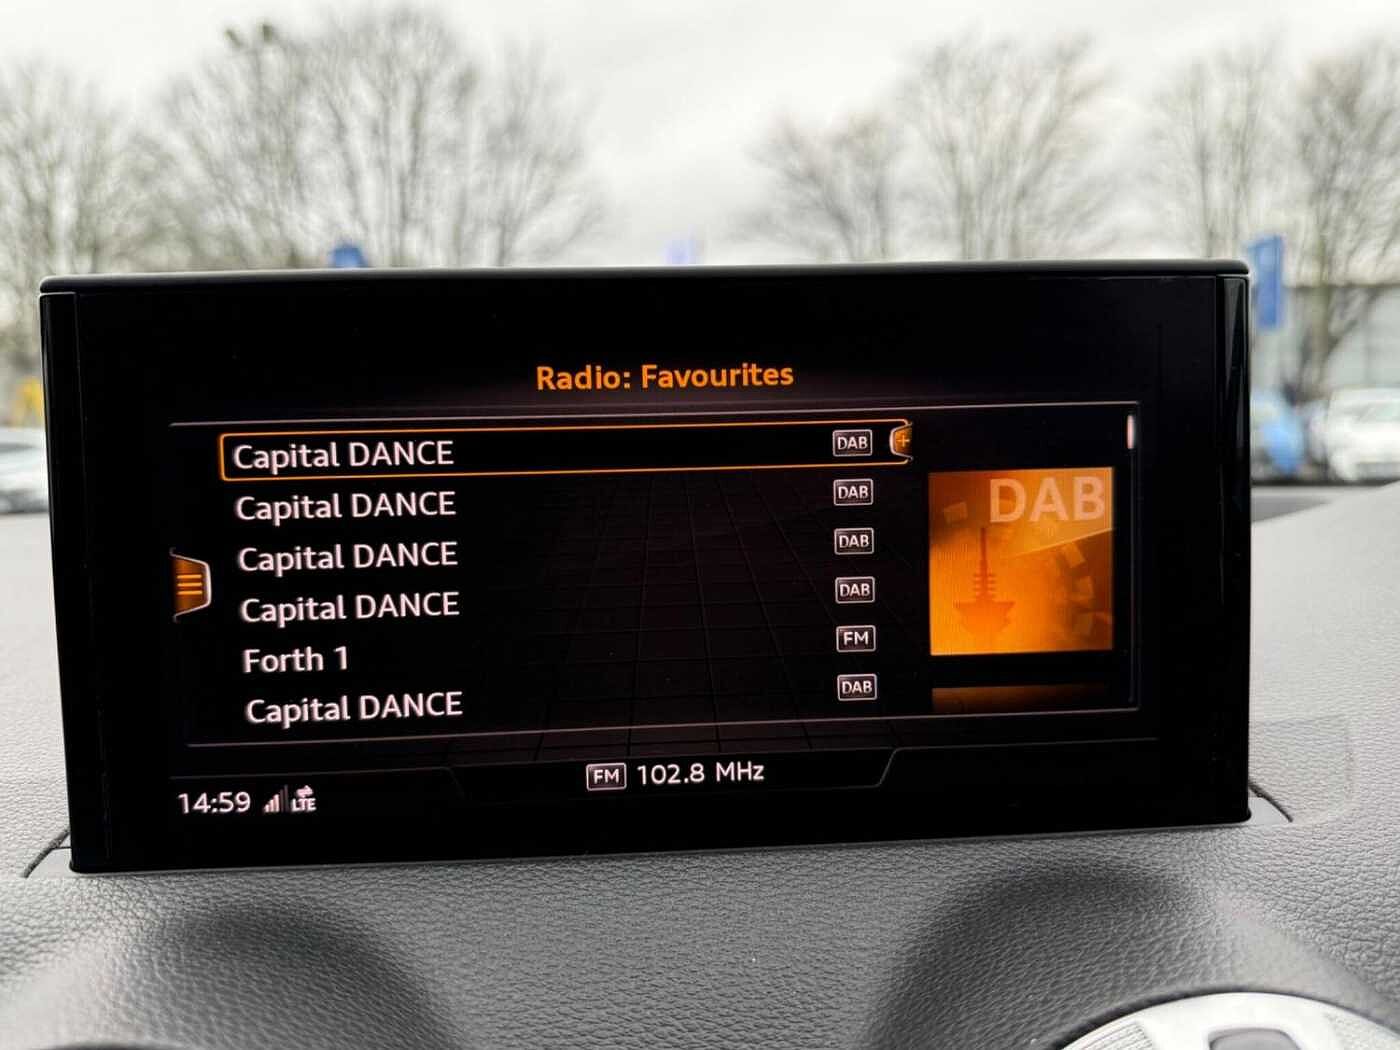 Radio: Favourites
Capital DANCE DAB
Capital DANCE DAB
DAB
Capital DANCE DAB
Capital DANCE DAB
Forth 1 FM
Capital DANCE DAB
FM 102.8 MHz
14:59 LTE